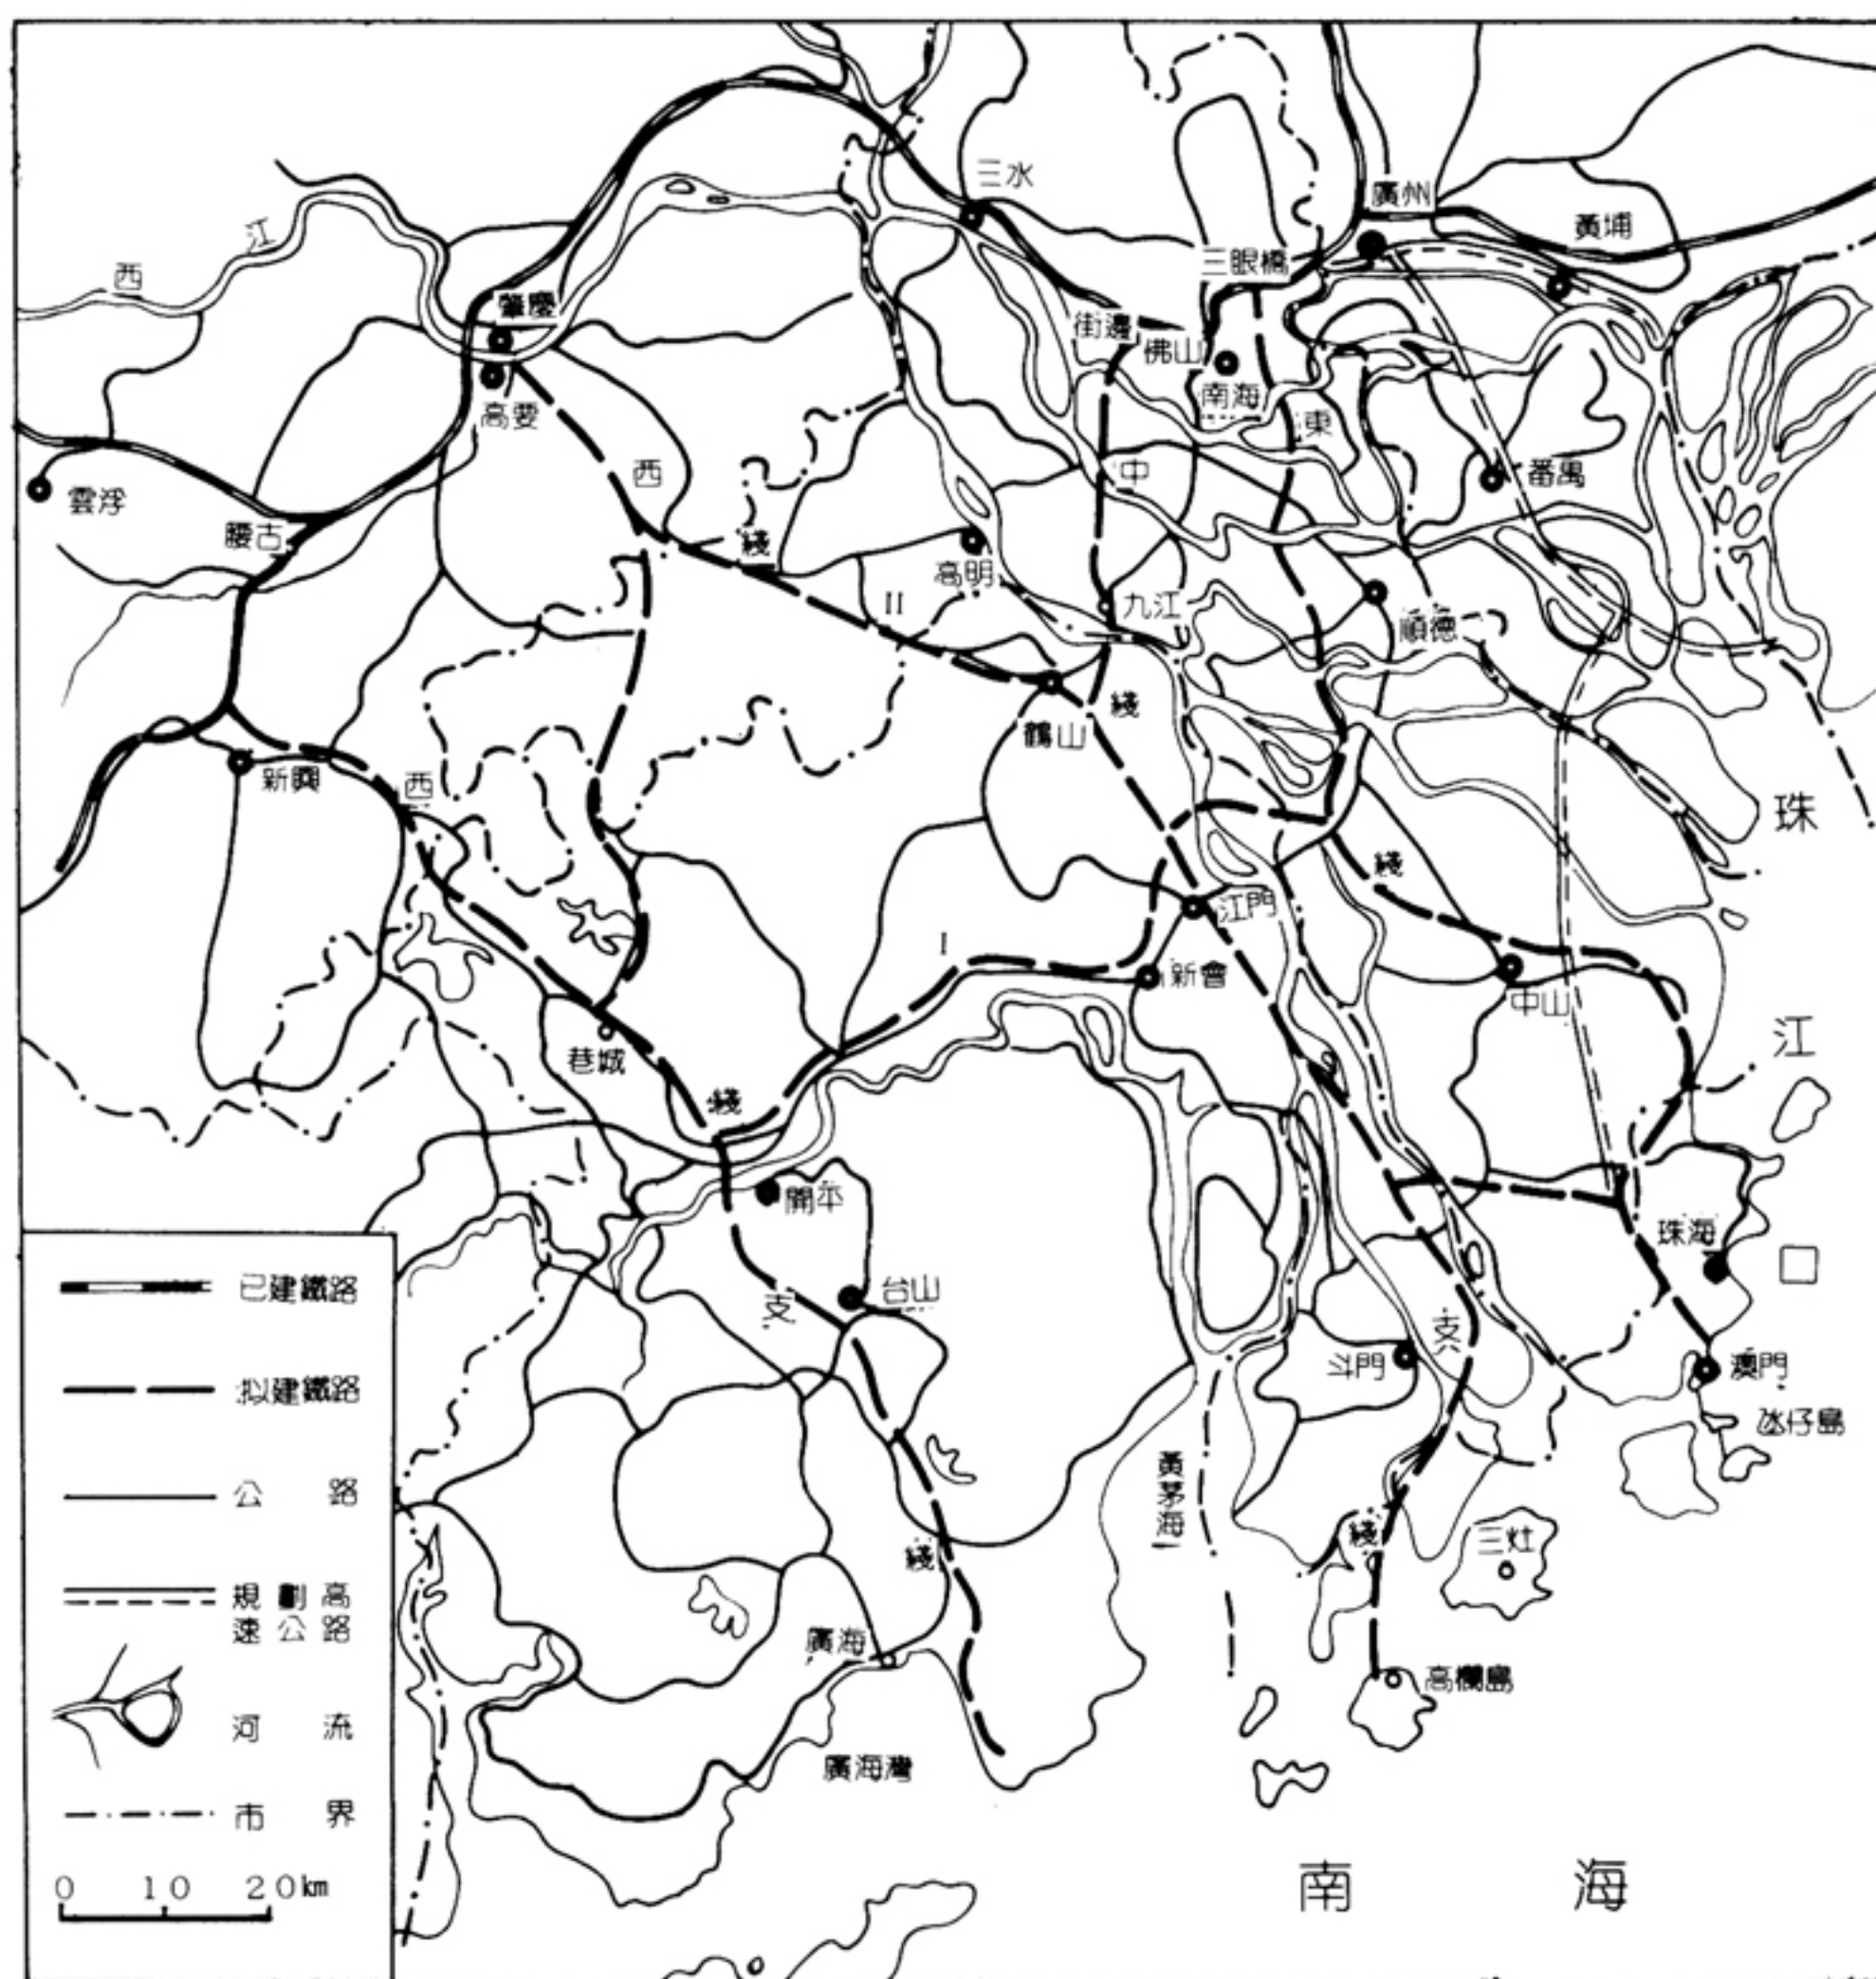 三水
廣州
黃埔
三眼橋
江
西
肇慶
街邊
佛山
南海
東
高要
西
中
番禺
雲浮
腰古
綫
高明
II
九江
順德
綫
鶴山
新興
西
珠
綫
江門
I
新會
中山
江
巷城
綫
開平
珠海
口
台山
支
支
斗門
澳門
氹仔島
黃茅海
綫
綫
三灶
廣海
高欄島
廣海灣
南海
已建鐵路
拟建鐵路
公路
規劃高
速公路
河流
市界
0 10 20km